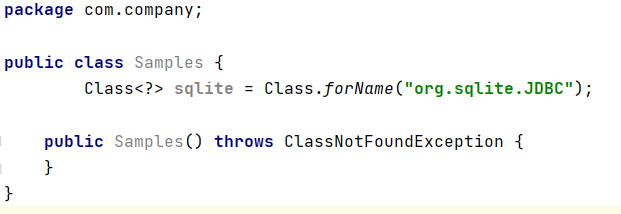 package com.company;
public class Samples {
Class<?> sqlite = Class.forName("org.sqlite.JDBC");
public Samples() throws ClassNotFoundException {
}
}